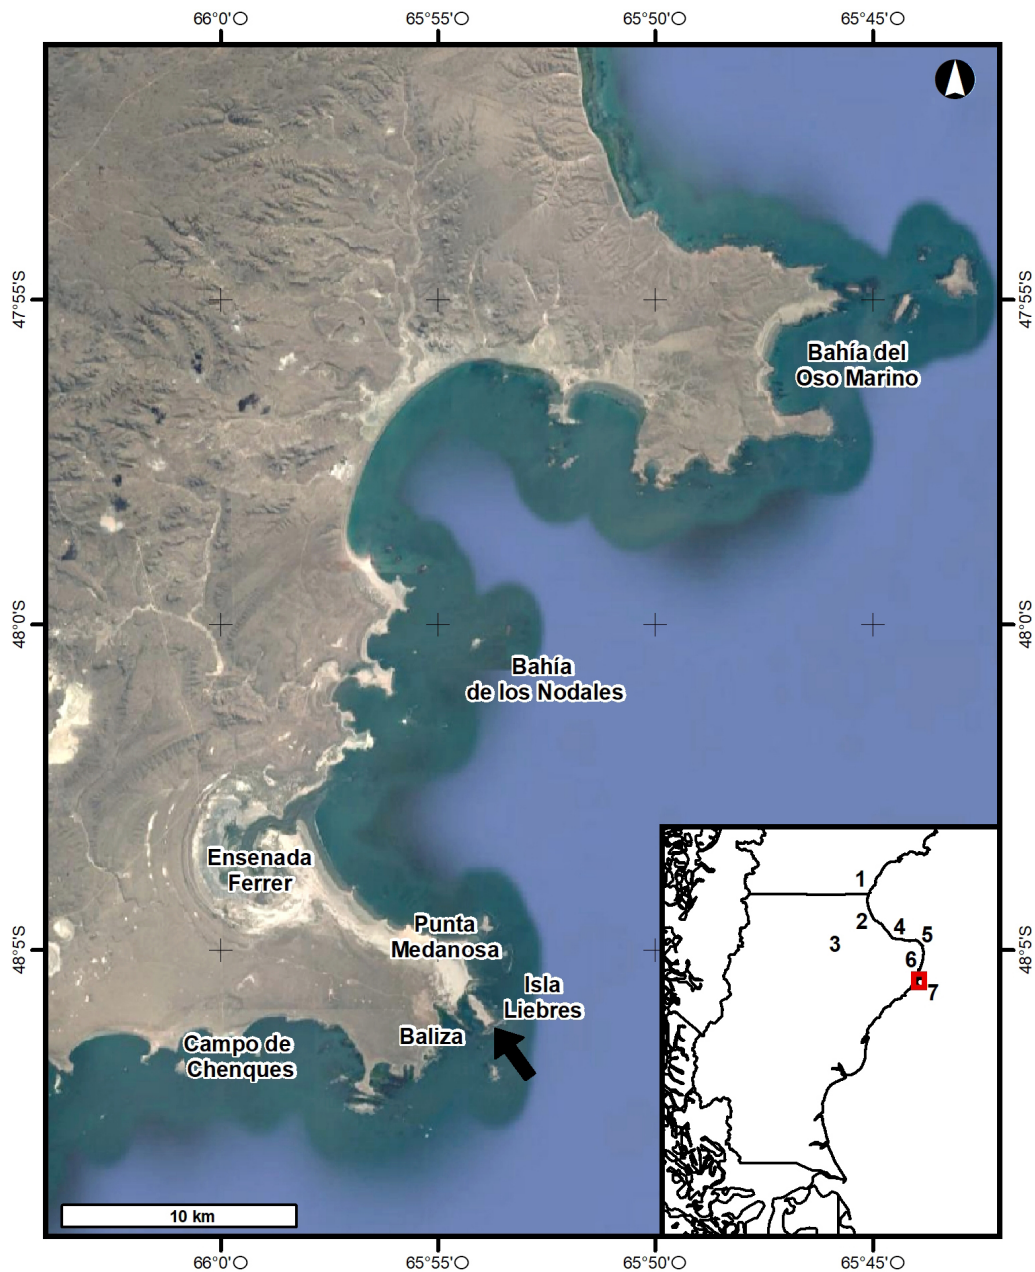 66°0'O
65°55'O
65°50'O
65°45'O
47°55'S
47°55'S
Bahía del
Oso Marino
48°0'S
48°0'S
Bahía
de los Nodales
Ensenada
Ferrer
Punta
Medanosa
48°5'S
48°5'S
Isla
Liebres
Baliza
Campo de
Chenques
10 km
1
2
3
4
5
6
7
66°0'O
65°55'O
65°50'O
65°45'O